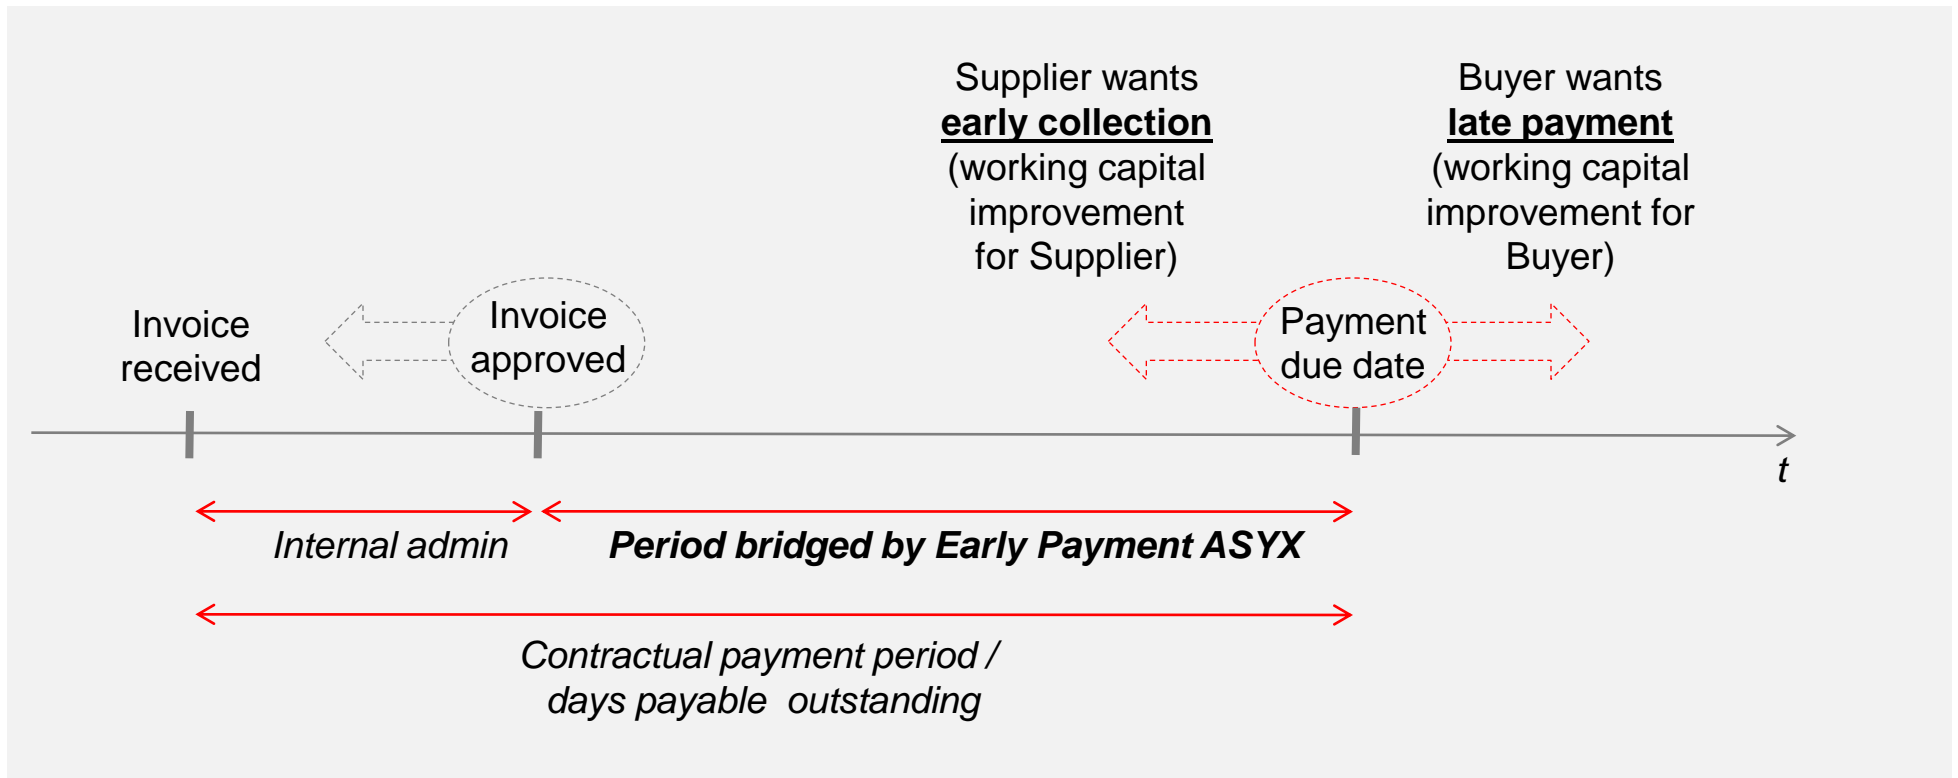 Supplier wants
early collection
(working capital
improvement
for Supplier)
Buyer wants
late payment
(working capital
improvement for
Buyer)
Invoice
received
Invoice
approved
Payment
due date
t
Internal admin
Period bridged by Early Payment ASYX
Contractual payment period /
days payable  outstanding